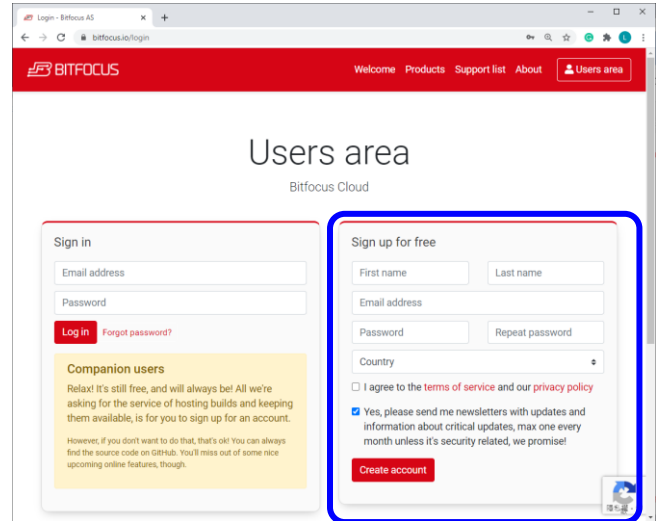 Login - Bitfocus AS
bitfocus.io/login
BITFOCUS
Welcome Products Support list About Users area
Users area
Bitfocus Cloud
Sign in
Email address
Password
Log in Forgot password?
Companion users
Relax! It's still free, and will always be! All we're
asking for the service of hosting builds and keeping
them available, is for you to sign up for an account.
However, if you don't want to do that, that's ok! You can always
find the source code on GitHub. You'll miss out of some nice
upcoming online features, though.
Sign up for free
First name Last name
Email address
Password Repeat password
Country
I agree to the terms of service and our privacy policy
Yes, please send me newsletters with updates and
information about critical updates, max one every
month unless it's security related, we promise!
Create account